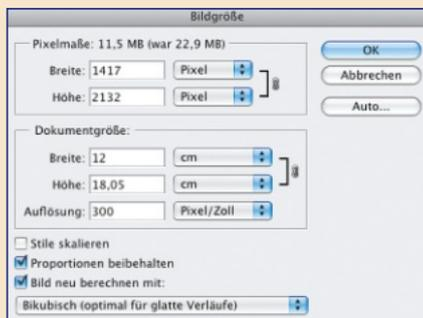 Bildgröße
Pixelmaße: 11,5 MB (war 22,9 MB)
OK
Breite: 1417 Pixel
Abbrechen
Höhe: 2132 Pixel
Auto...
Dokumentgröße:
Breite: 12 cm
Höhe: 18,05 cm
Auflösung: 300 Pixel/Zoll
Stile skalieren
Proportionen beibehalten
Bild neu berechnen mit:
Bikubisch (optimal für glatte Verläufe)